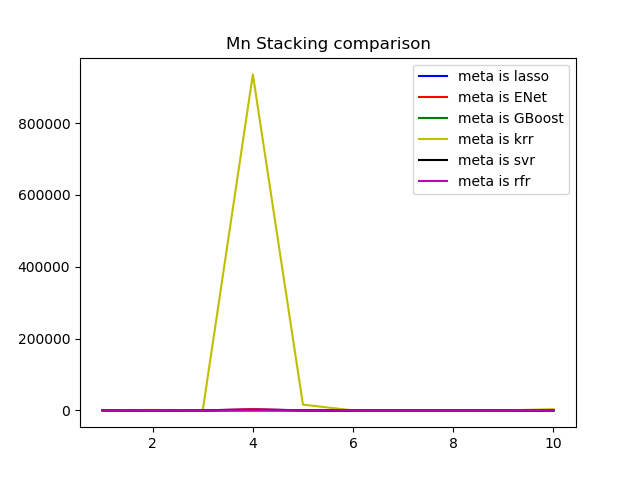 Mn Stacking comparison
meta is lasso
meta is ENet
meta is GBoost
meta is krr
meta is svr
meta is rfr
800000
600000
400000
200000
0
2 4 6 8 10